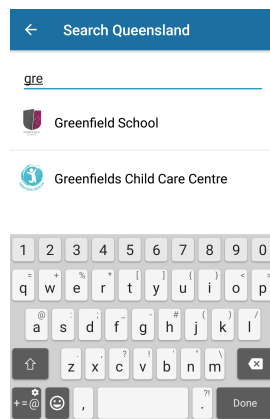 Search Queensland
gre
Greenfield School
Greenfields Child Care Centre
1 2 3 4 5 6 7 8 9 0
= + % * [ ] { } < >
q w e r t y u i o p
@ ; : _ - # ( ) /
a s d f g h j k l
? ! ' " \
z x c v b n m
?!
+=@ , . Done